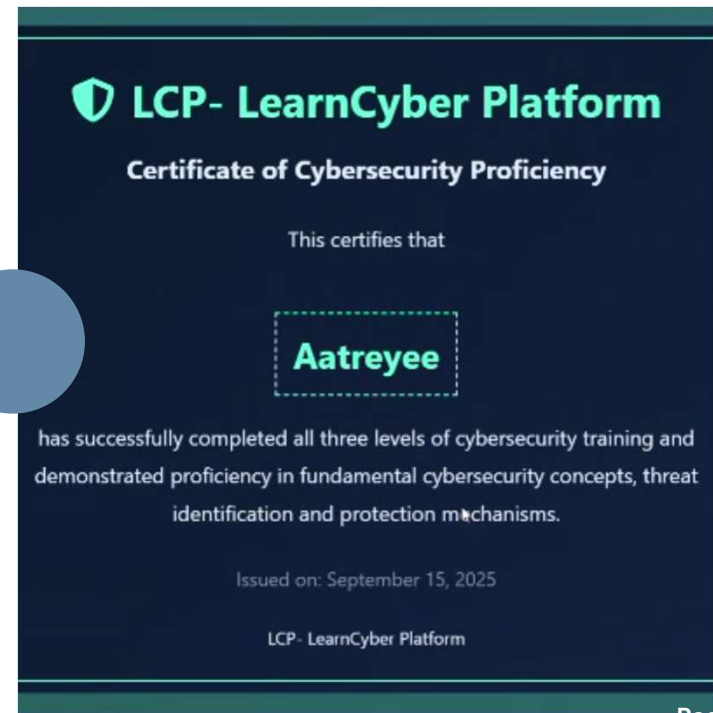 LCP- LearnCyber Platform
Certificate of Cybersecurity Proficiency
This certifies that
Aatreyee
has successfully completed all three levels of cybersecurity training and
demonstrated proficiency in fundamental cybersecurity concepts, threat
identification and protection mechanisms.
Issued on: September 15, 2025
LCP- LearnCyber Platform